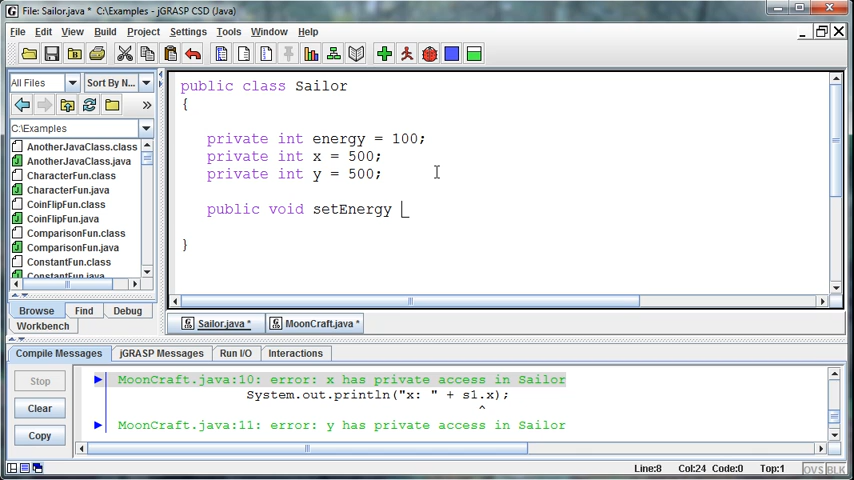 File: Sailor.java *  C:\Examples - jGRASP CSD (Java)
File Edit View Build Project Settings Tools Window Help
All Files Sort By N...
C:\Examples
AnotherJavaClass.class
AnotherJavaClass.java
CharacterFun.class
CharacterFun.java
CoinFlipFun.class
CoinFlipFun.java
ComparisonFun.class
ComparisonFun.java
ConstantFun.class
ConstantFun.java
Browse Find Debug
Workbench
public class Sailor
{
private int energy = 100;
private int x = 500;
private int y = 500;
public void setEnergy
}
Sailor.java * MoonCraft.java *
Compile Messages jGRASP Messages Run I/O Interactions
Stop
Clear
Copy
MoonCraft.java:10: error: x has private access in Sailor
System.out.println("x: " + s1.x);
^
MoonCraft.java:11: error: y has private access in Sailor
Line:8 Col:24 Code:0 Top:1 OVS BLK